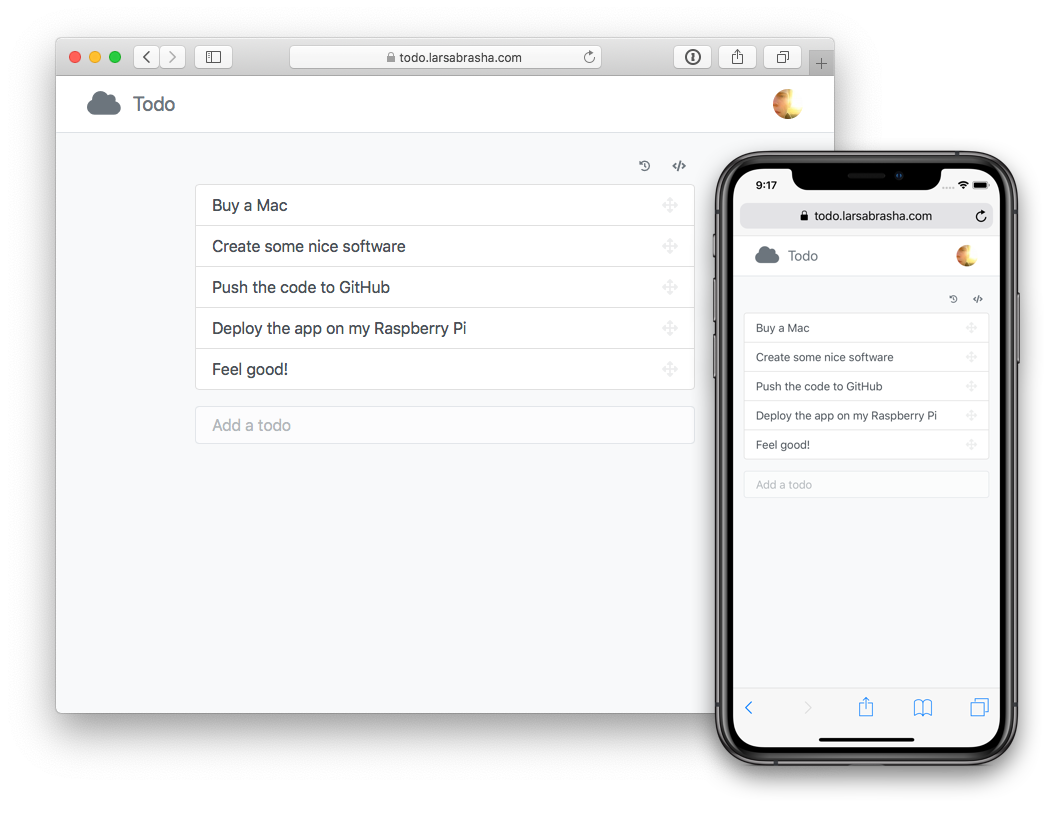 todo.larsabrasha.com
Todo
Buy a Mac
Create some nice software
Push the code to GitHub
Deploy the app on my Raspberry Pi
Feel good!
Add a todo
9:17
todo.larsabrasha.com
Todo
Buy a Mac
Create some nice software
Push the code to GitHub
Deploy the app on my Raspberry Pi
Feel good!
Add a todo